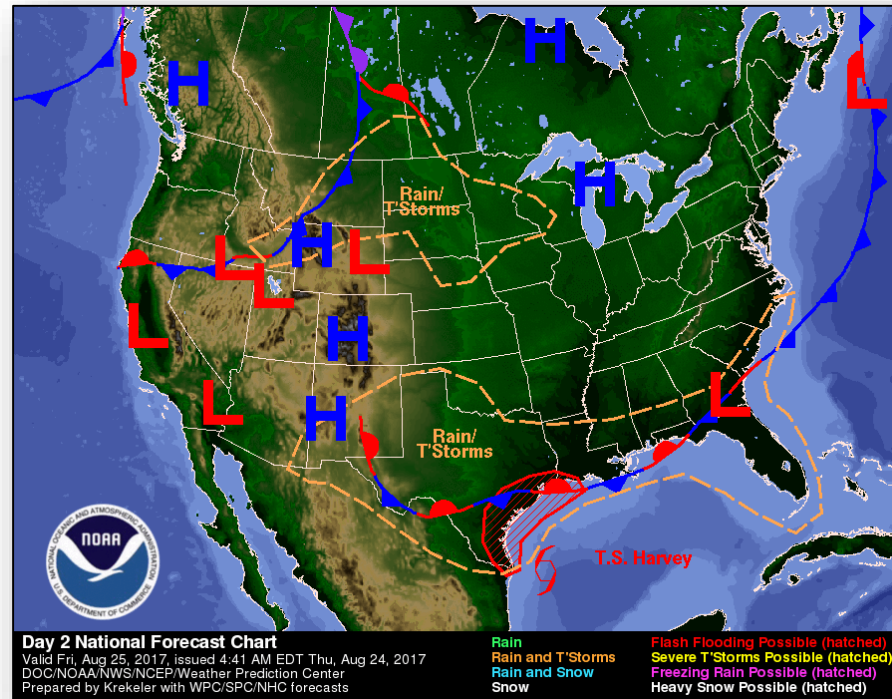 H
H
L
Rain/
T'Storms
H
H
L
L
L
L
H
L
H
L
Rain/
T'Storms
NATIONAL OCEANIC AND ATMOSPHERIC ADMINISTRATION
NOAA
U.S. DEPARTMENT OF COMMERCE
T.S. Harvey
Day 2 National Forecast Chart
Valid Fri, Aug 25, 2017, issued 4:41 AM EDT Thu, Aug 24, 2017
DOC/NOAA/NWS/NCEP/Weather Prediction Center
Prepared by Krekeler with WPC/SPC/NHC forecasts
Rain
Rain and T'Storms
Rain and Snow
Snow
Flash Flooding Possible (hatched)
Severe T'Storms Possible (hatched)
Freezing Rain Possible (hatched)
Heavy Snow Possible (hatched)